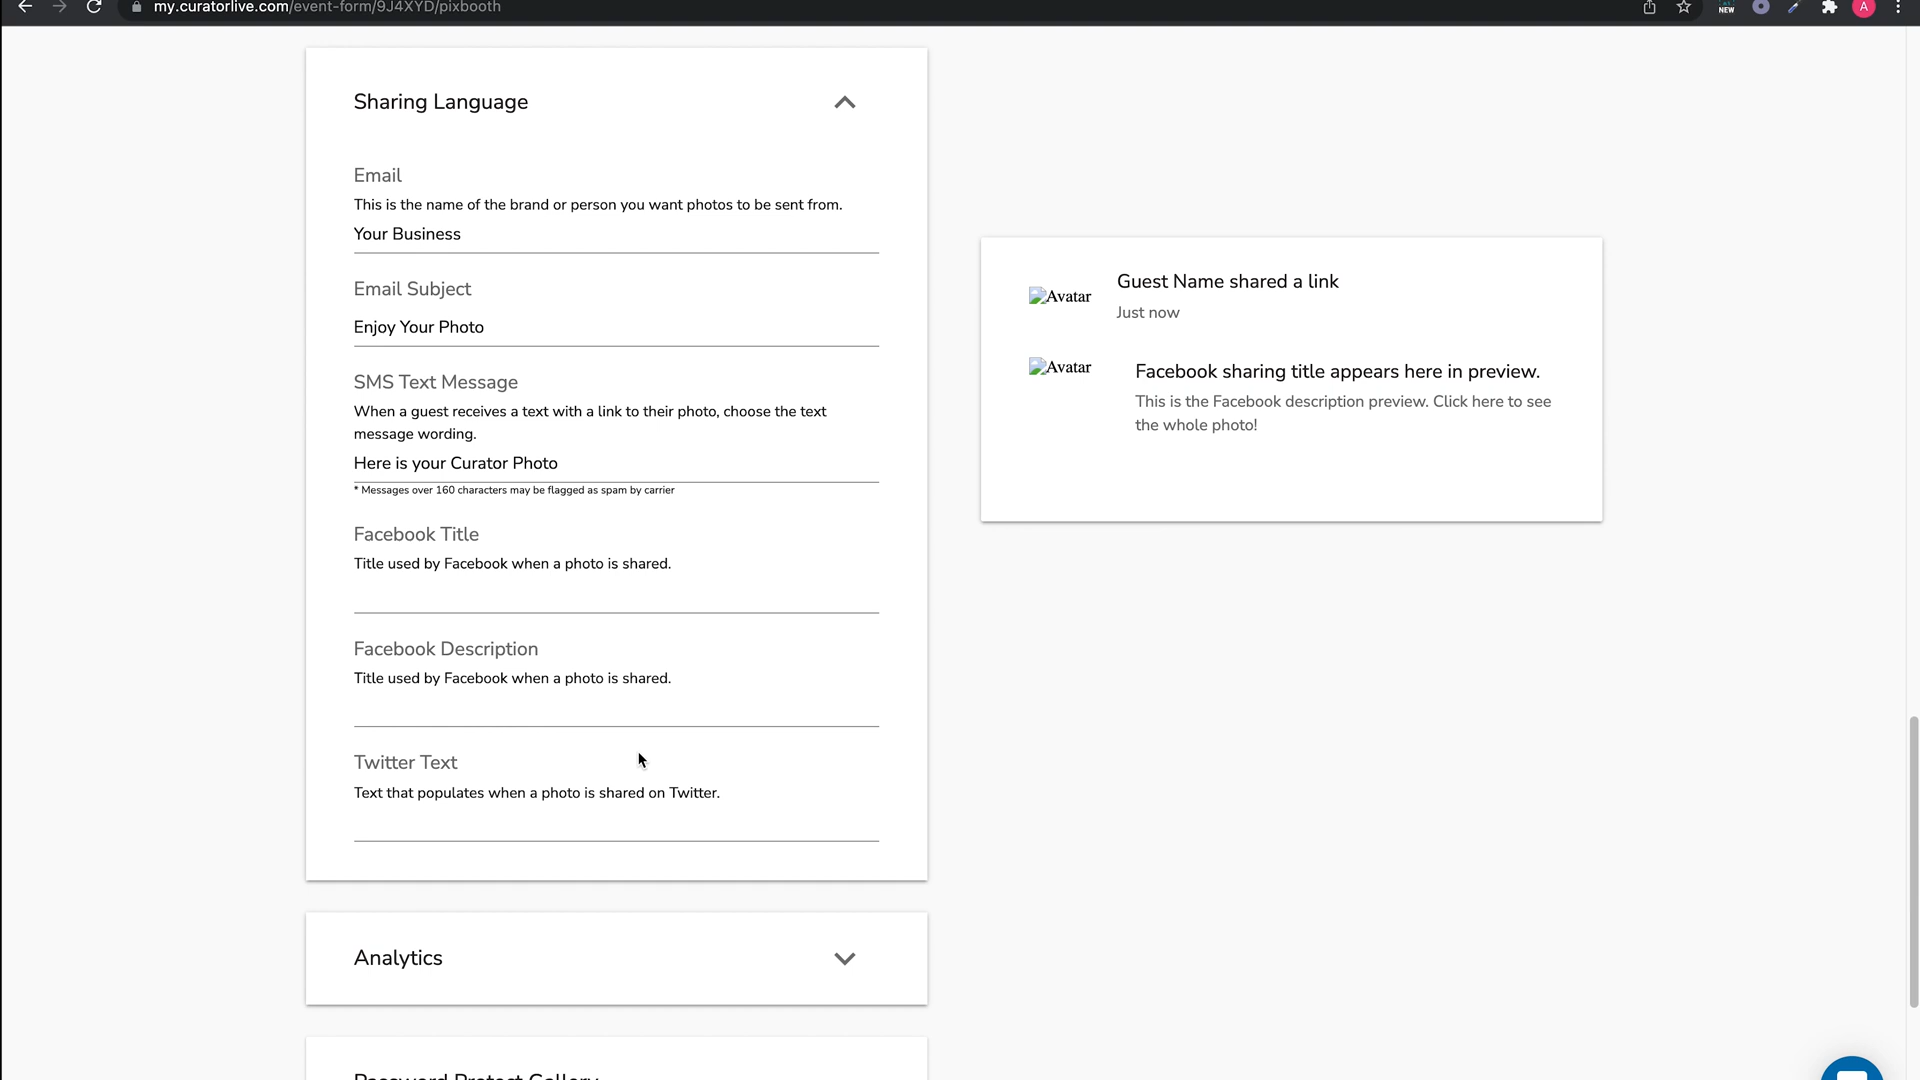 my.curatorlive.com/event-form/9J4XYD/pixbooth
NEW
A
Sharing Language
Email
This is the name of the brand or person you want photos to be sent from.
Your Business
Email Subject
Enjoy Your Photo
SMS Text Message
When a guest receives a text with a link to their photo, choose the text
message wording.
Here is your Curator Photo
* Messages over 160 characters may be flagged as spam by carrier
Facebook Title
Title used by Facebook when a photo is shared.
Facebook Description
Title used by Facebook when a photo is shared.
Twitter Text
Text that populates when a photo is shared on Twitter.
Analytics
Password Protect Gallery
Avatar
Guest Name shared a link
Just now
Avatar
Facebook sharing title appears here in preview.
This is the Facebook description preview. Click here to see
the whole photo!